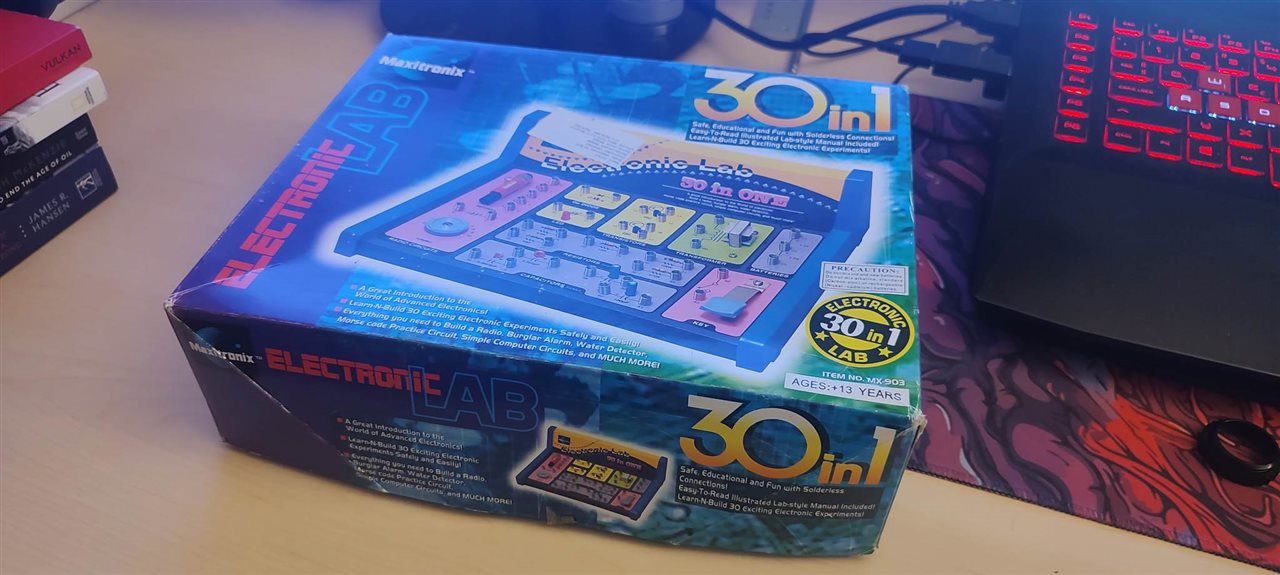 VULKAN
END THE AGE OF OIL
JAMES R.
HANSEN
Maxitronix™
ELECTRONIC
LAB
30 in 1
Safe, Educational and Fun with Solderless Connections!
Easy-To-Read Illustrated Lab-style Manual Included!
Learn-N-Build 30 Exciting Electronic Experiments!
Electronic Lab
30 in ONE
TRANSISTORS
TRANSFORMER
BATTERIES
RESISTORS
CAPACITORS
KEY
A Great Introduction to the
World of Advanced Electronics!
Learn-N-Build 30 Exciting Electronic Experiments Safely and Easily!
Everything you need to Build a Radio, Burglar Alarm, Water Detector,
Morse code Practice Circuit, Simple Computer Circuits, and MUCH MORE!
PRECAUTION:
ELECTRONIC
30 in 1
LAB
ITEM NO. MX-903
AGES:+13 YEARS
Maxitronix™
ELECTRONIC
LAB
A Great Introduction to the
World of Advanced Electronics!
Learn-N-Build 30 Exciting Electronic
Experiments Safely and Easily!
Everything you need to Build a Radio,
Burglar Alarm, Water Detector,
Morse code Practice Circuit,
Simple Computer Circuits, and MUCH MORE!
30 in 1
Safe, Educational and Fun with Solderless
Connections!
Easy-To-Read Illustrated Lab-style Manual Included!
Learn-N-Build 30 Exciting Electronic Experiments!